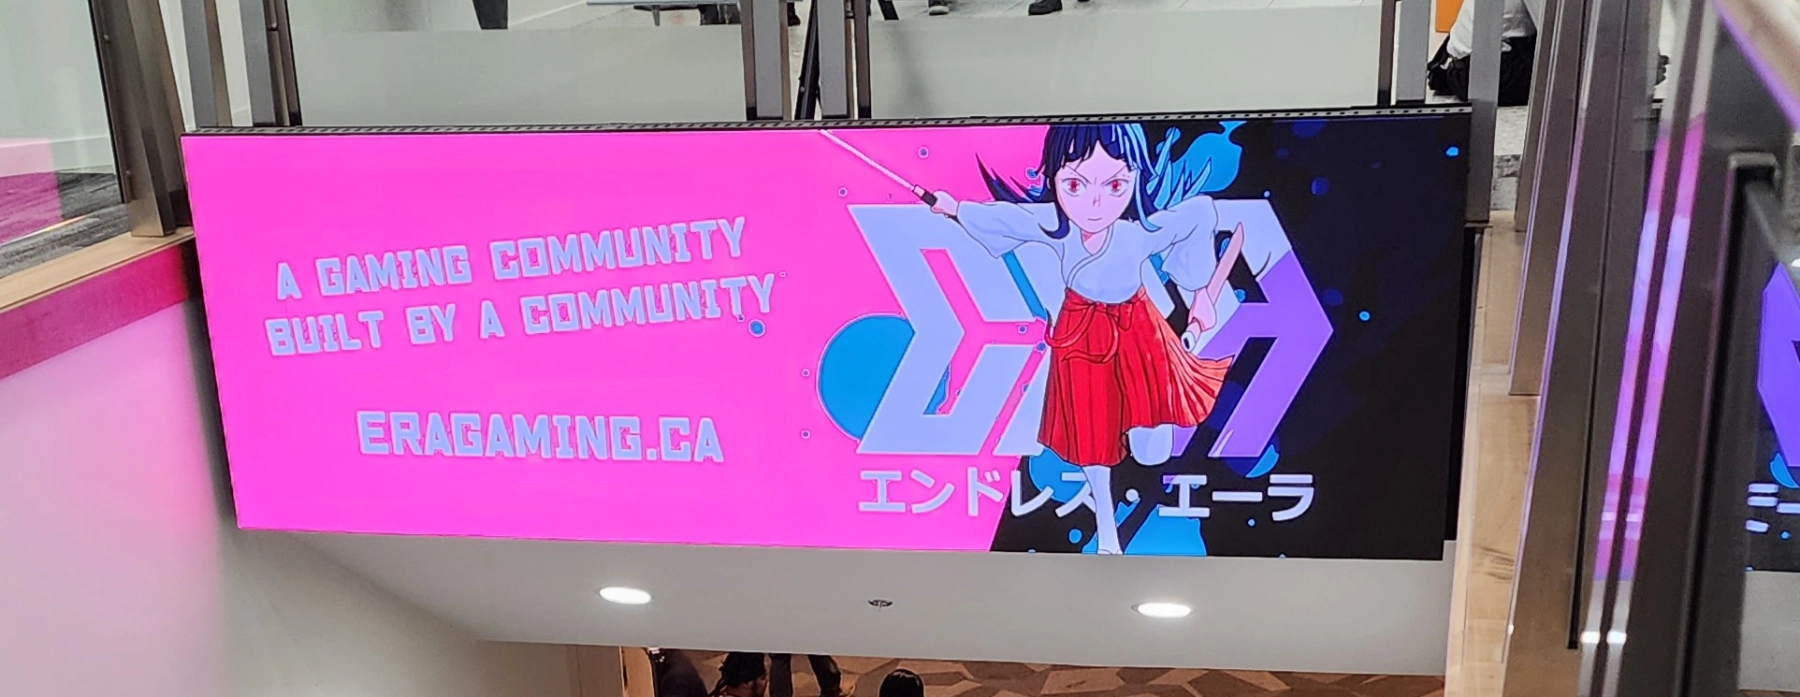 A GAMING COMMUNITY
BUILT BY A COMMUNITY
ERAGAMING.CA
エンドレス・エーラ